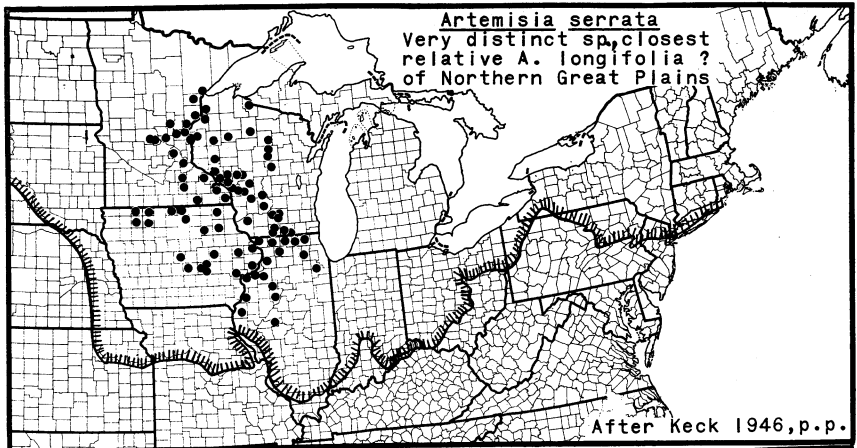 Artemisia serrata
Very distinct sp., closest
relative A. longifolia ?
of Northern Great Plains
After Keck 1946, p.p.